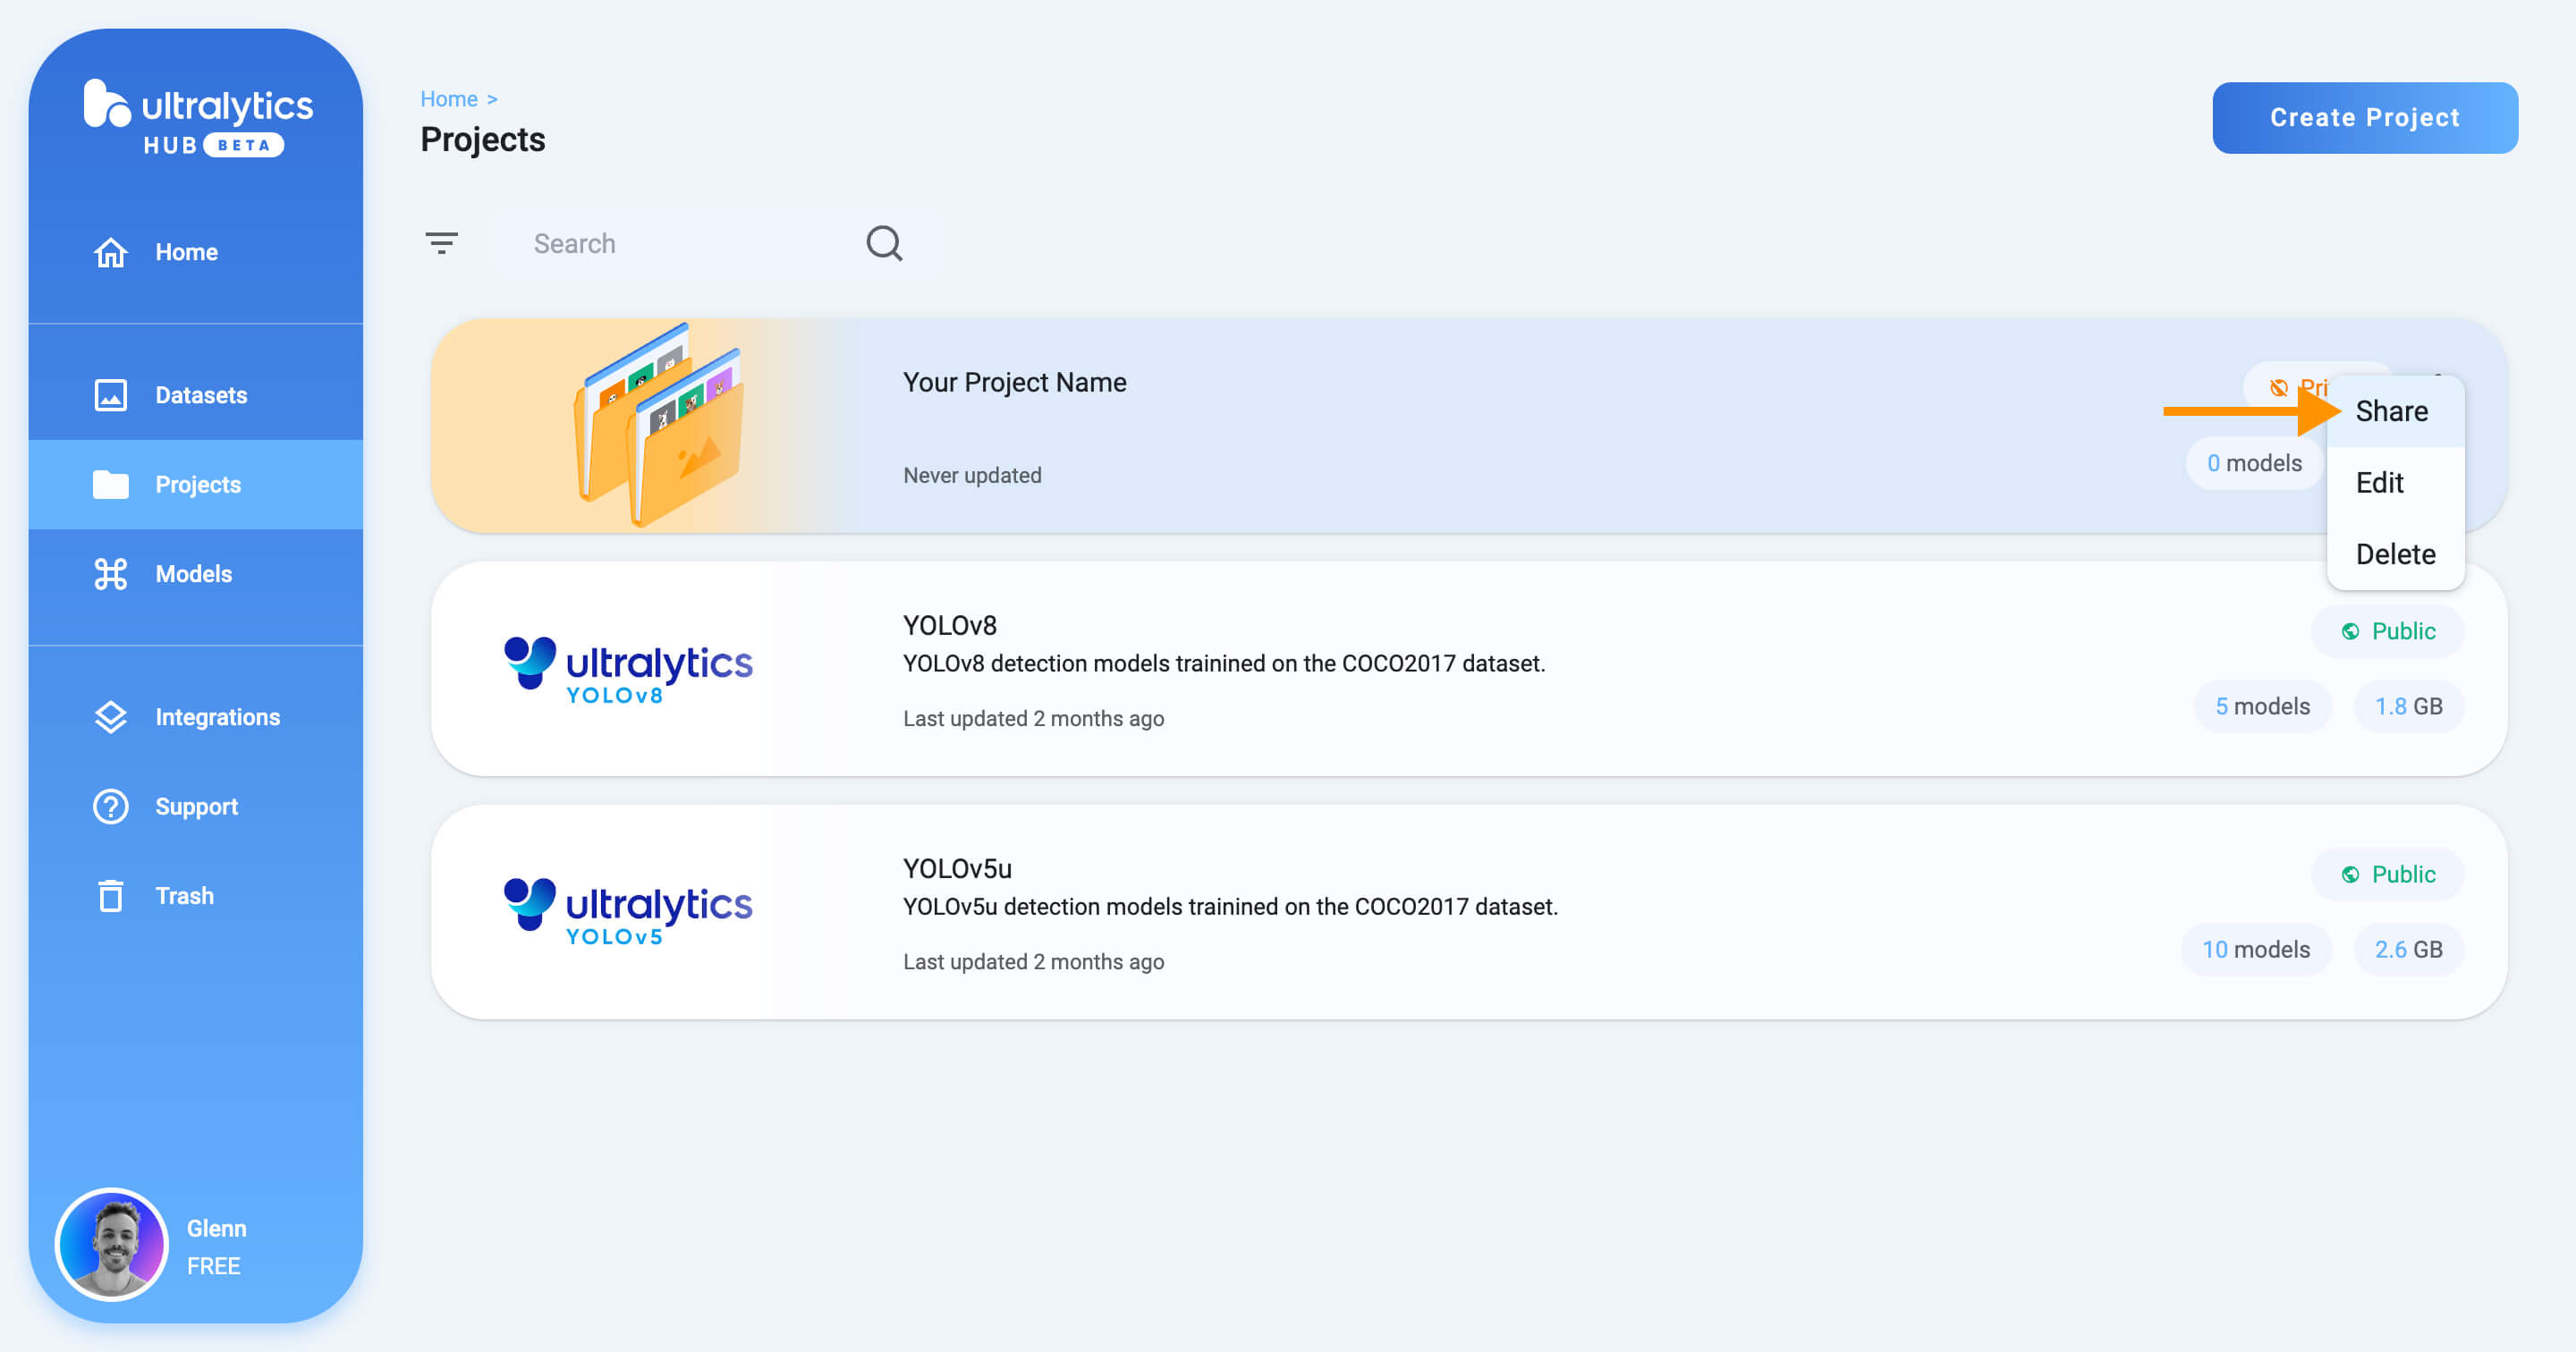 ultralytics
HUB BETA
Home
Datasets
Projects
Models
Integrations
Support
Trash
Glenn
FREE
Home >
Projects
Create Project
Search
Your Project Name
Never updated
Pri
0 models
Share
Edit
Delete
ultralytics
YOLOv8
YOLOv8
YOLOv8 detection models trainined on the COCO2017 dataset.
Last updated 2 months ago
Public
5 models
1.8 GB
ultralytics
YOLOv5
YOLOv5u
YOLOv5u detection models trainined on the COCO2017 dataset.
Last updated 2 months ago
Public
10 models
2.6 GB